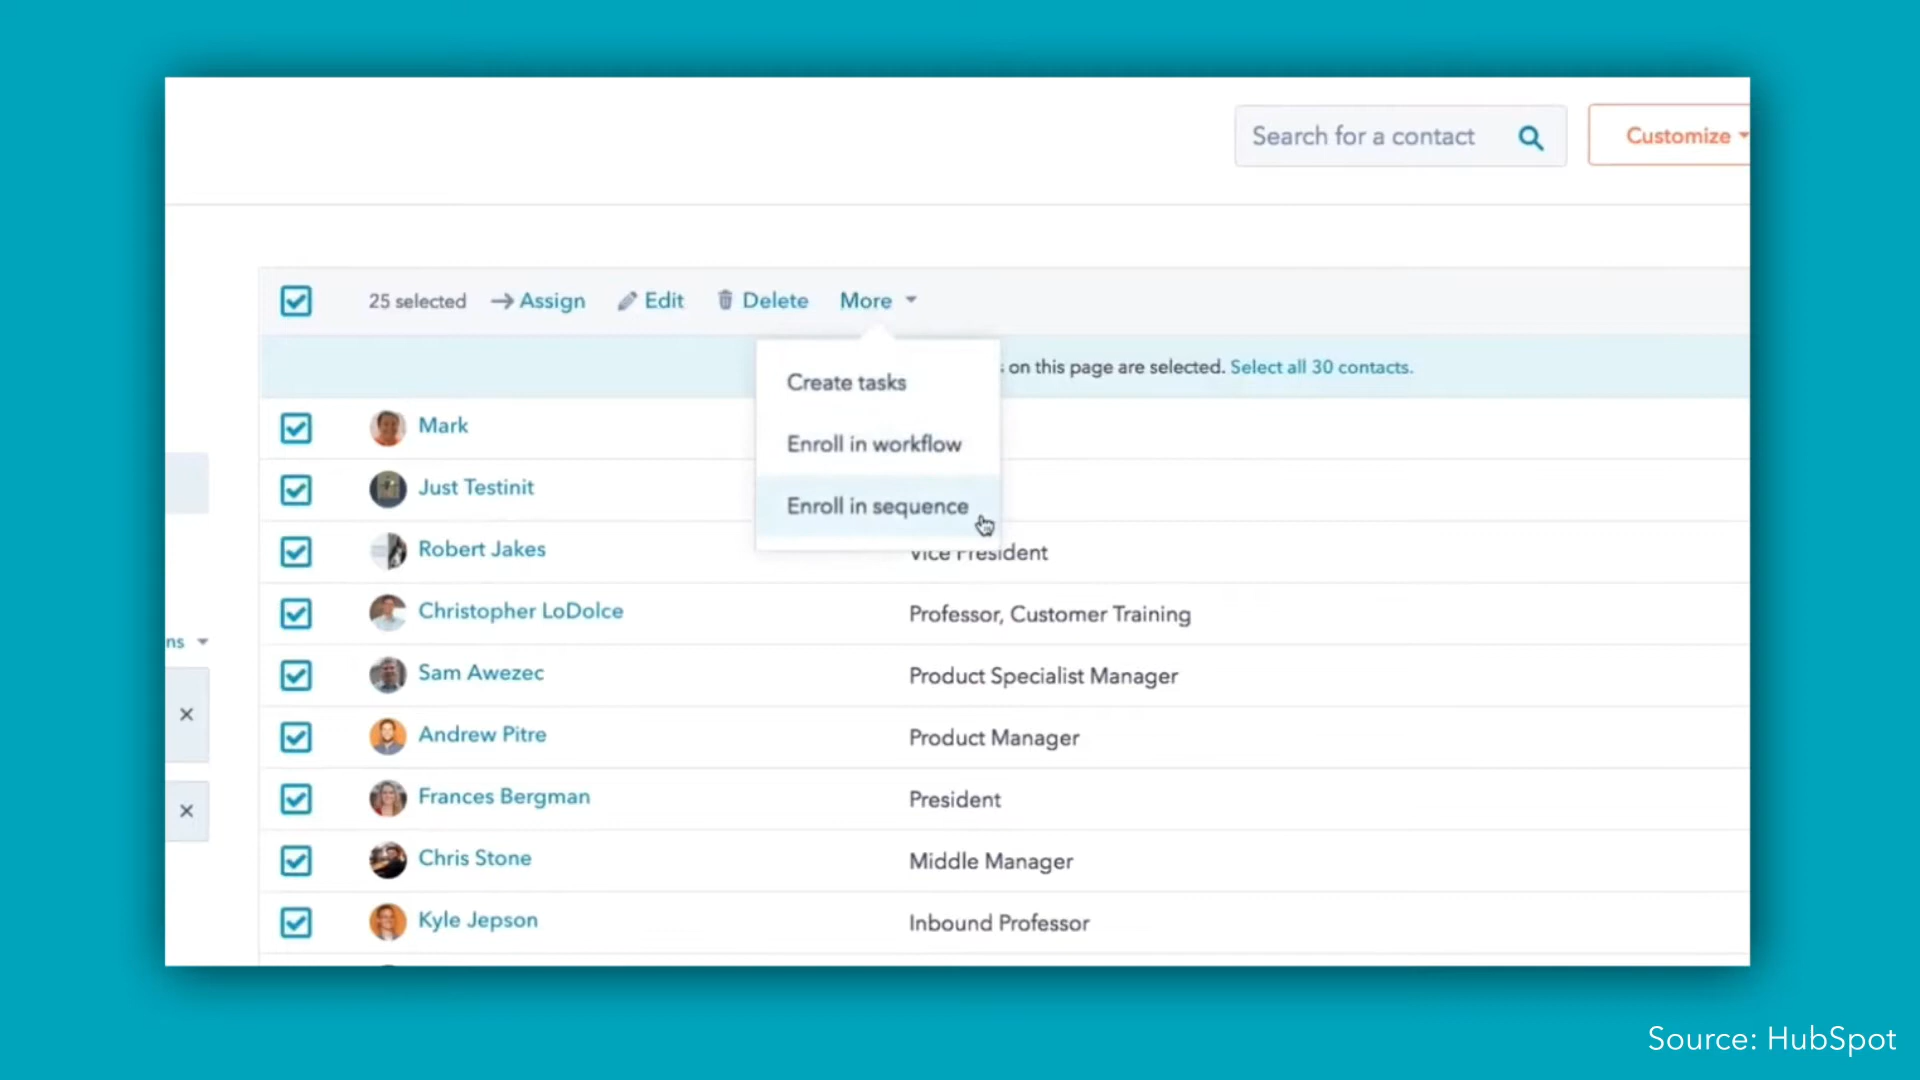 Search for a contact
Customize
25 selected Assign Edit Delete More
on this page are selected. Select all 30 contacts.
Create tasks
Enroll in workflow
Enroll in sequence
Mark
Just Testinit
Robert Jakes Vice President
Christopher LoDolce Professor, Customer Training
ns
Sam Awezec Product Specialist Manager
Andrew Pitre Product Manager
Frances Bergman President
Chris Stone Middle Manager
Kyle Jepson Inbound Professor
Source: HubSpot